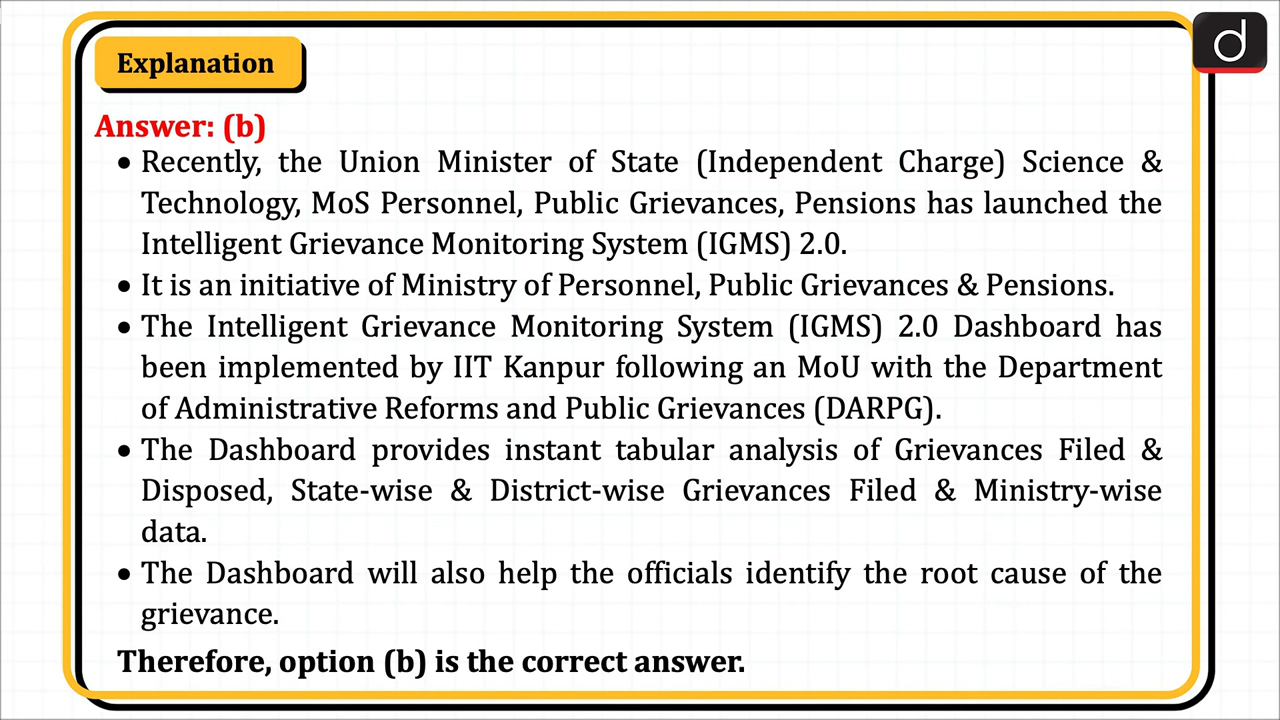 Explanation
d
Answer: (b)
• Recently, the Union Minister of State (Independent Charge) Science &
Technology, MoS Personnel, Public Grievances, Pensions has launched the
Intelligent Grievance Monitoring System (IGMS) 2.0.
• It is an initiative of Ministry of Personnel, Public Grievances & Pensions.
• The Intelligent Grievance Monitoring System (IGMS) 2.0 Dashboard has
been implemented by IIT Kanpur following an MoU with the Department
of Administrative Reforms and Public Grievances (DARPG).
• The Dashboard provides instant tabular analysis of Grievances Filed &
Disposed, State-wise & District-wise Grievances Filed & Ministry-wise
data.
• The Dashboard will also help the officials identify the root cause of the
grievance.
Therefore, option (b) is the correct answer.